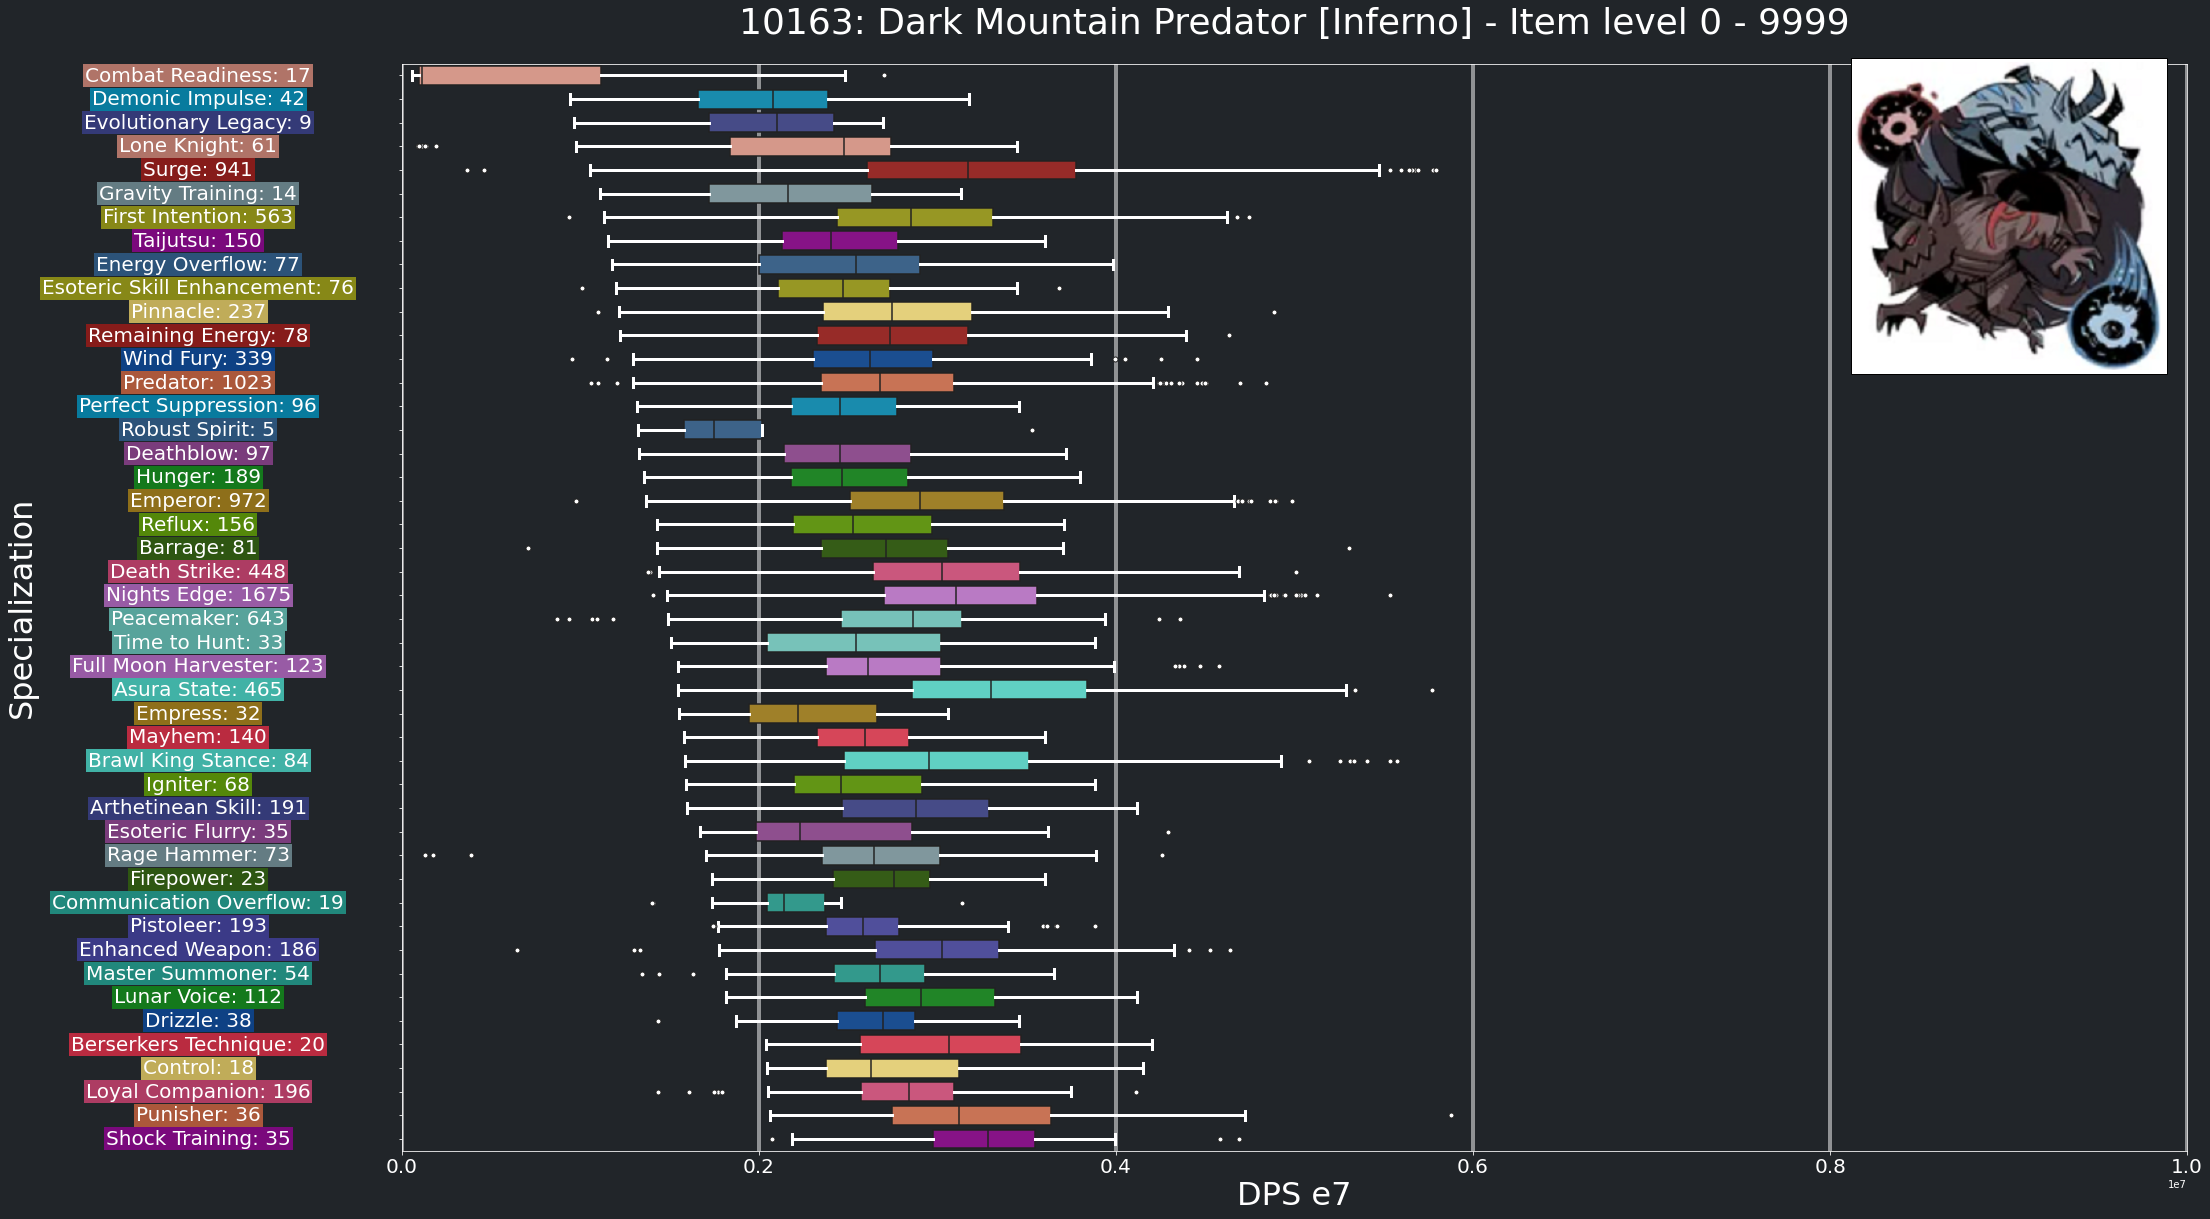 10163: Dark Mountain Predator [Inferno] - Item level 0 - 9999
Combat Readiness: 17
Demonic Impulse: 42
Evolutionary Legacy: 9
Lone Knight: 61
Surge: 941
Gravity Training: 14
First Intention: 563
Taijutsu: 150
Energy Overflow: 77
Esoteric Skill Enhancement: 76
Pinnacle: 237
Remaining Energy: 78
Wind Fury: 339
Predator: 1023
Perfect Suppression: 96
Robust Spirit: 5
Deathblow: 97
Hunger: 189
Emperor: 972
Reflux: 156
Barrage: 81
Death Strike: 448
Nights Edge: 1675
Peacemaker: 643
Time to Hunt: 33
Full Moon Harvester: 123
Asura State: 465
Empress: 32
Mayhem: 140
Brawl King Stance: 84
Igniter: 68
Arthetinean Skill: 191
Esoteric Flurry: 35
Rage Hammer: 73
Firepower: 23
Communication Overflow: 19
Pistoleer: 193
Enhanced Weapon: 186
Master Summoner: 54
Lunar Voice: 112
Drizzle: 38
Berserkers Technique: 20
Control: 18
Loyal Companion: 196
Punisher: 36
Shock Training: 35
Specialization
0.0 0.2 0.4 0.6 0.8 1.0
1e7
DPS e7